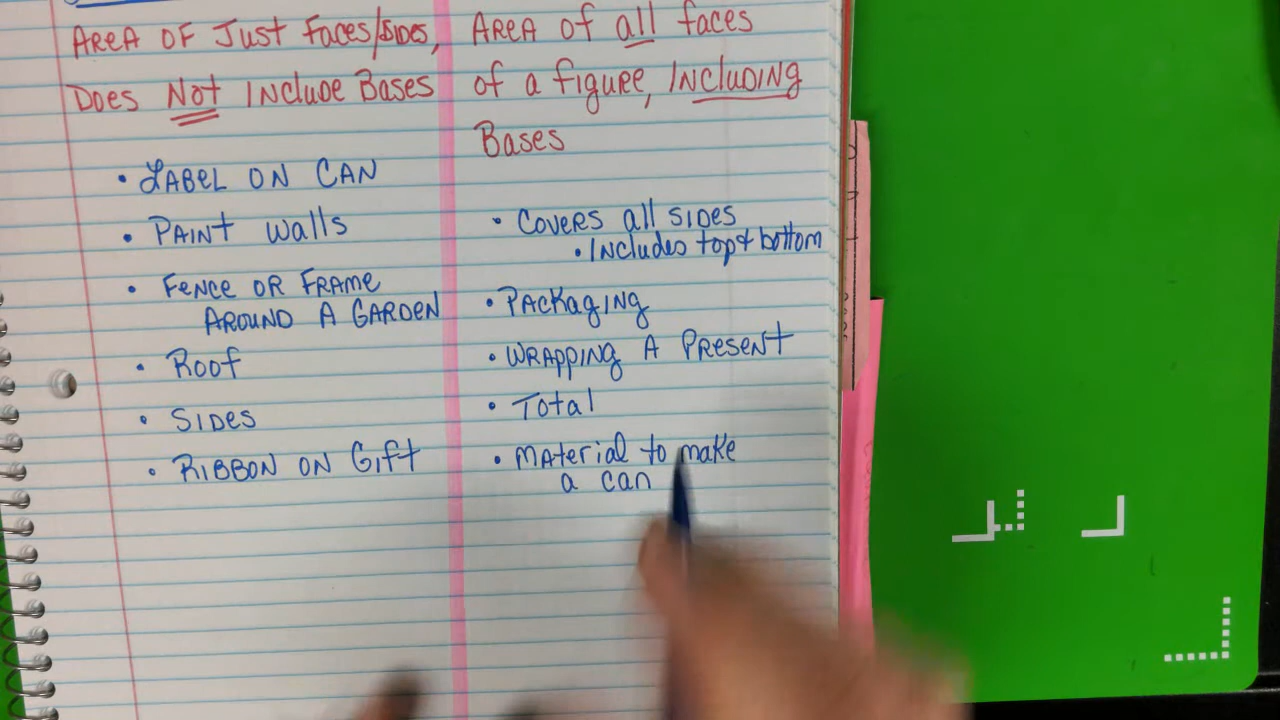 Area of Just Faces/Sides,
Does Not Include Bases
• Label on Can
• Paint Walls
• Fence or Frame
Around a Garden
• Roof
• Sides
• Ribbon on Gift
Area of all faces
of a figure, Including
Bases
• Covers all sides
• Includes top & bottom
• Packaging
• Wrapping a Present
• Total
• Material to make
a can